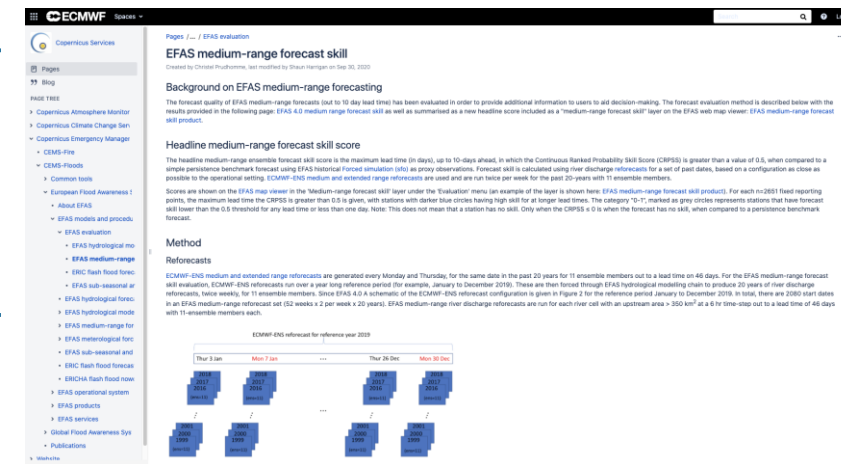 ECMWF Spaces
Copernicus Services
Pages
Blog
PAGE TREE
Copernicus Atmosphere Monitor
Copernicus Climate Change Serv
Copernicus Emergency Manager
CEMS-Fire
CEMS-Floods
Common tools
European Flood Awareness S
About EFAS
EFAS models and procedu
EFAS evaluation
EFAS hydrological mo
EFAS medium-range
ERIC flash flood forec
EFAS sub-seasonal ar
EFAS hydrological forec
EFAS hydrological mode
EFAS medium-range for
EFAS meterological forc
EFAS sub-seasonal and
ERIC flash flood forecas
ERICHA flash flood now
EFAS operational system
EFAS products
EFAS services
Global Flood Awareness Sys
Publications
Website
Pages /... / EFAS evaluation
EFAS medium-range forecast skill
Created by Christel Prudhomme, last modified by Shaun Harrigan on Sep 30, 2020
Background on EFAS medium-range forecasting
The forecast quality of EFAS medium-range forecasts (out to 10 day lead time) has been evaluated in order to provide additional information to users to aid decision-making. The forecast evaluation method is described below with the
results provided in the following page: EFAS 4.0 medium range forecast skill as well as summarised as a new headline score included as a "medium-range forecast skill" layer on the EFAS web map viewer: EFAS medium-range forecast
skill product.
Headline medium-range forecast skill score
The headline medium-range ensemble forecast skill score is the maximum lead time (in days), up to 10-days ahead, in which the Continuous Ranked Probability Skill Score (CRPSS) is greater than a value of 0.5, when compared to a
simple persistence benchmark forecast using EFAS historical Forced simulation (sfo) as proxy observations. Forecast skill is calculated using river discharge reforecasts for a set of past dates, based on a configuration as close as
possible to the operational setting. ECMWF-ENS medium and extended range reforecasts are used and are run twice per week for the past 20-years with 11 ensemble members.
Scores are shown on the EFAS map viewer in the 'Medium-range forecast skill' layer under the 'Evaluation' menu (an example of the layer is shown here: EFAS medium-range forecast skill product). For each n=2651 fixed reporting
points, the maximum lead time the CRPSS is greater than 0.5 is given, with stations with darker blue circles having high skill for at longer lead times. The category "0-1", marked as grey circles represents stations that have forecast
skill lower than the 0.5 threshold for any lead time or less than one day. Note: This does not mean that a station has no skill. Only when the CRPSS ≤ 0 is when the forecast has no skill, when compared to a persistence benchmark
forecast.
Method
Reforecasts
ECMWF-ENS medium and extended range reforecasts are generated every Monday and Thursday, for the same date in the past 20 years for 11 ensemble members out to a lead time on 46 days. For the EFAS medium-range forecast
skill evaluation, ECMWF-ENS reforecasts run over a year long reference period (for example, January to December 2019). These are then forced through EFAS hydrological modelling chain to produce 20 years of river discharge
reforecasts, twice weekly, for 11 ensemble members. Since EFAS 4.0 A schematic of the ECMWF-ENS reforecast configuration is given in Figure 2 for the reference period January to December 2019. In total, there are 2080 start dates
in an EFAS medium-range reforecast set (52 weeks x 2 per week x 20 years). EFAS medium-range river discharge reforecasts are run for each river cell with an upstream area > 350 km² at a 6 hr time-step out to a lead time of 46 days
with 11-ensemble members each.
ECMWF-ENS reforecast for reference year 2019
Thur 3 Jan Mon 7 Jan ... Thur 26 Dec Mon 30 Dec
2018 2018 2018 2018
2017 2017 2017 2017
2016 2016 2016 2016
...
2001 2001 2001 2001
2000 2000 2000 2000
1999 1999 1999 1999